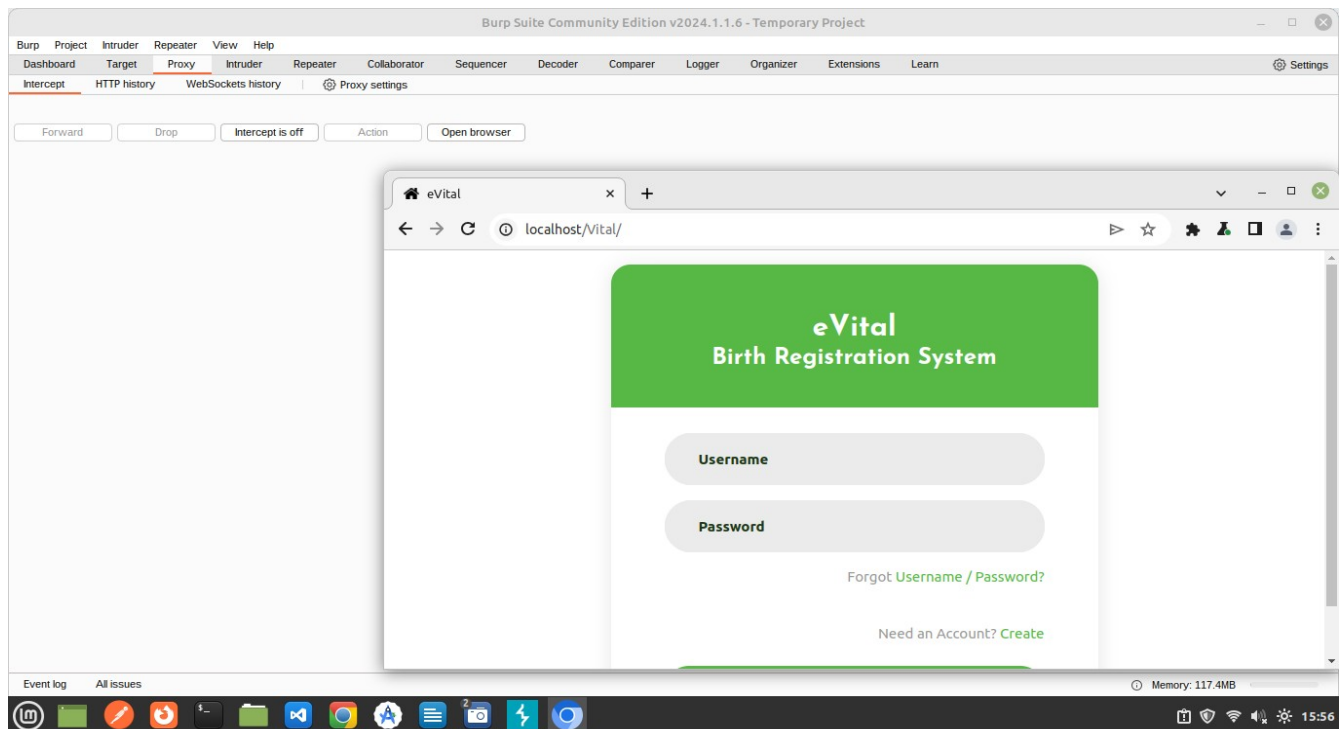 Burp Suite Community Edition v2024.1.1.6 - Temporary Project
Burp Project Intruder Repeater View Help
Dashboard Target Proxy Intruder Repeater Collaborator Sequencer Decoder Comparer Logger Organizer Extensions Learn Settings
Intercept HTTP history WebSockets history Proxy settings
Forward Drop Intercept is off Action Open browser
eVital
localhost/Vital/
eVital
Birth Registration System
Username
Password
Forgot Username / Password?
Need an Account? Create
Event log All issues Memory: 117.4MB
2 15:56